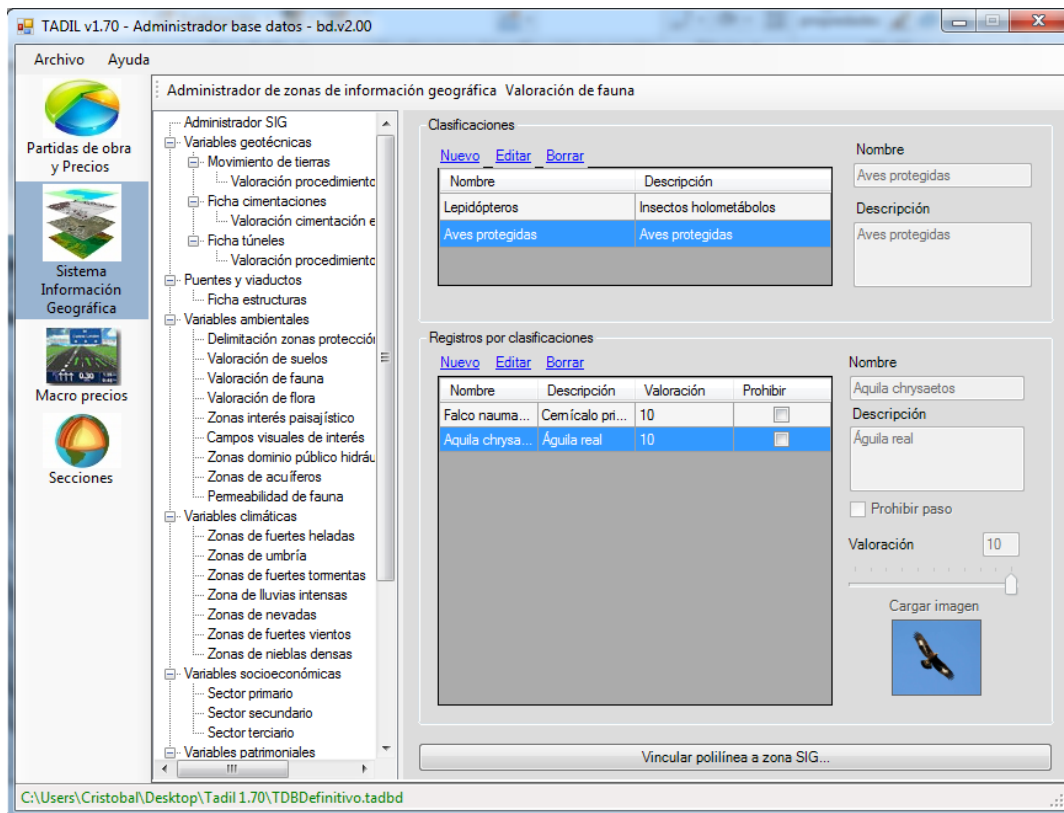 TADIL v1.70 - Administrador base datos - bd.v2.00
Archivo Ayuda
Partidas de obra
y Precios
Sistema
Información
Geográfica
Macro precios
Secciones
Administrador de zonas de información geográfica Valoración de fauna
Administrador SIG
Variables geotécnicas
Movimiento de tierras
Valoración procedimiento
Ficha cimentaciones
Valoración cimentación e
Ficha túneles
Valoración procedimiento
Puentes y viaductos
Ficha estructuras
Variables ambientales
Delimitación zonas protección
Valoración de suelos
Valoración de fauna
Valoración de flora
Zonas interés paisajístico
Campos visuales de interés
Zonas dominio público hidráu
Zonas de acuíferos
Permeabilidad de fauna
Variables climáticas
Zonas de fuertes heladas
Zonas de umbría
Zonas de fuertes tormentas
Zona de lluvias intensas
Zonas de nevadas
Zonas de fuertes vientos
Zonas de nieblas densas
Variables socioeconómicas
Sector primario
Sector secundario
Sector terciario
Variables patrimoniales
Clasificaciones
Nuevo Editar Borrar
Nombre Descripción
Lepidópteros Insectos holometábolos
Aves protegidas Aves protegidas
Nombre
Aves protegidas
Descripción
Aves protegidas
Registros por clasificaciones
Nuevo Editar Borrar
Nombre Descripción Valoración Prohibir
Falco nauma... Cernícalo pri... 10
Aquila chrysa... Águila real 10
Nombre
Aquila chrysaetos
Descripción
Águila real
Prohibir paso
Valoración 10
Cargar imagen
Vincular polilínea a zona SIG...
C:\Users\Cristobal\Desktop\Tadil 1.70\TDBDefinitivo.tadbd